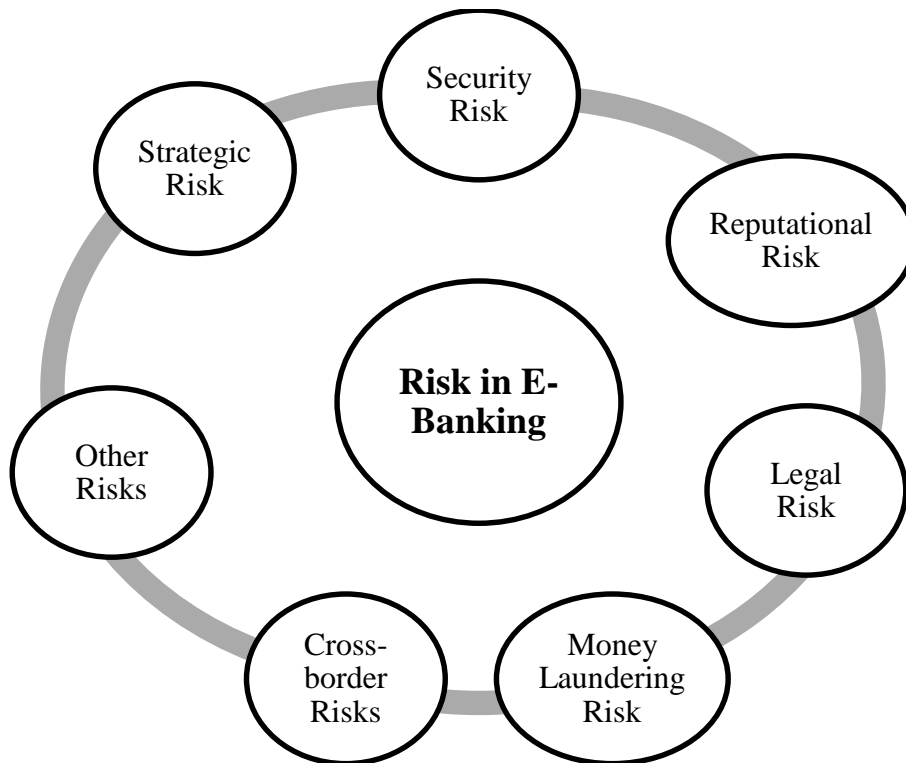 Security
Risk
Strategic
Risk
Reputational
Risk
Risk in E-
Banking
Other
Risks
Legal
Risk
Cross-
border
Risks
Money
Laundering
Risk